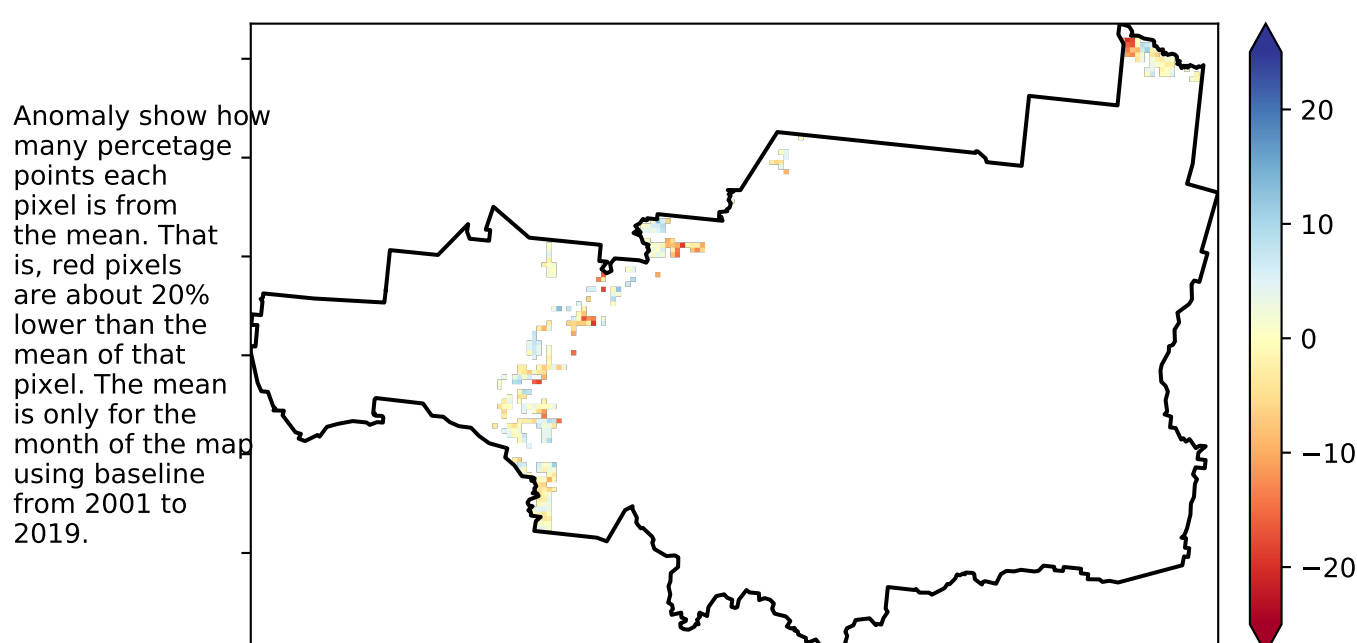 Anomaly show how
many percetage
points each
pixel is from
the mean. That
is, red pixels
are about 20%
lower than the
mean of that
pixel. The mean
is only for the
month of the map
using baseline
from 2001 to
2019.
20
10
0
−10
−20